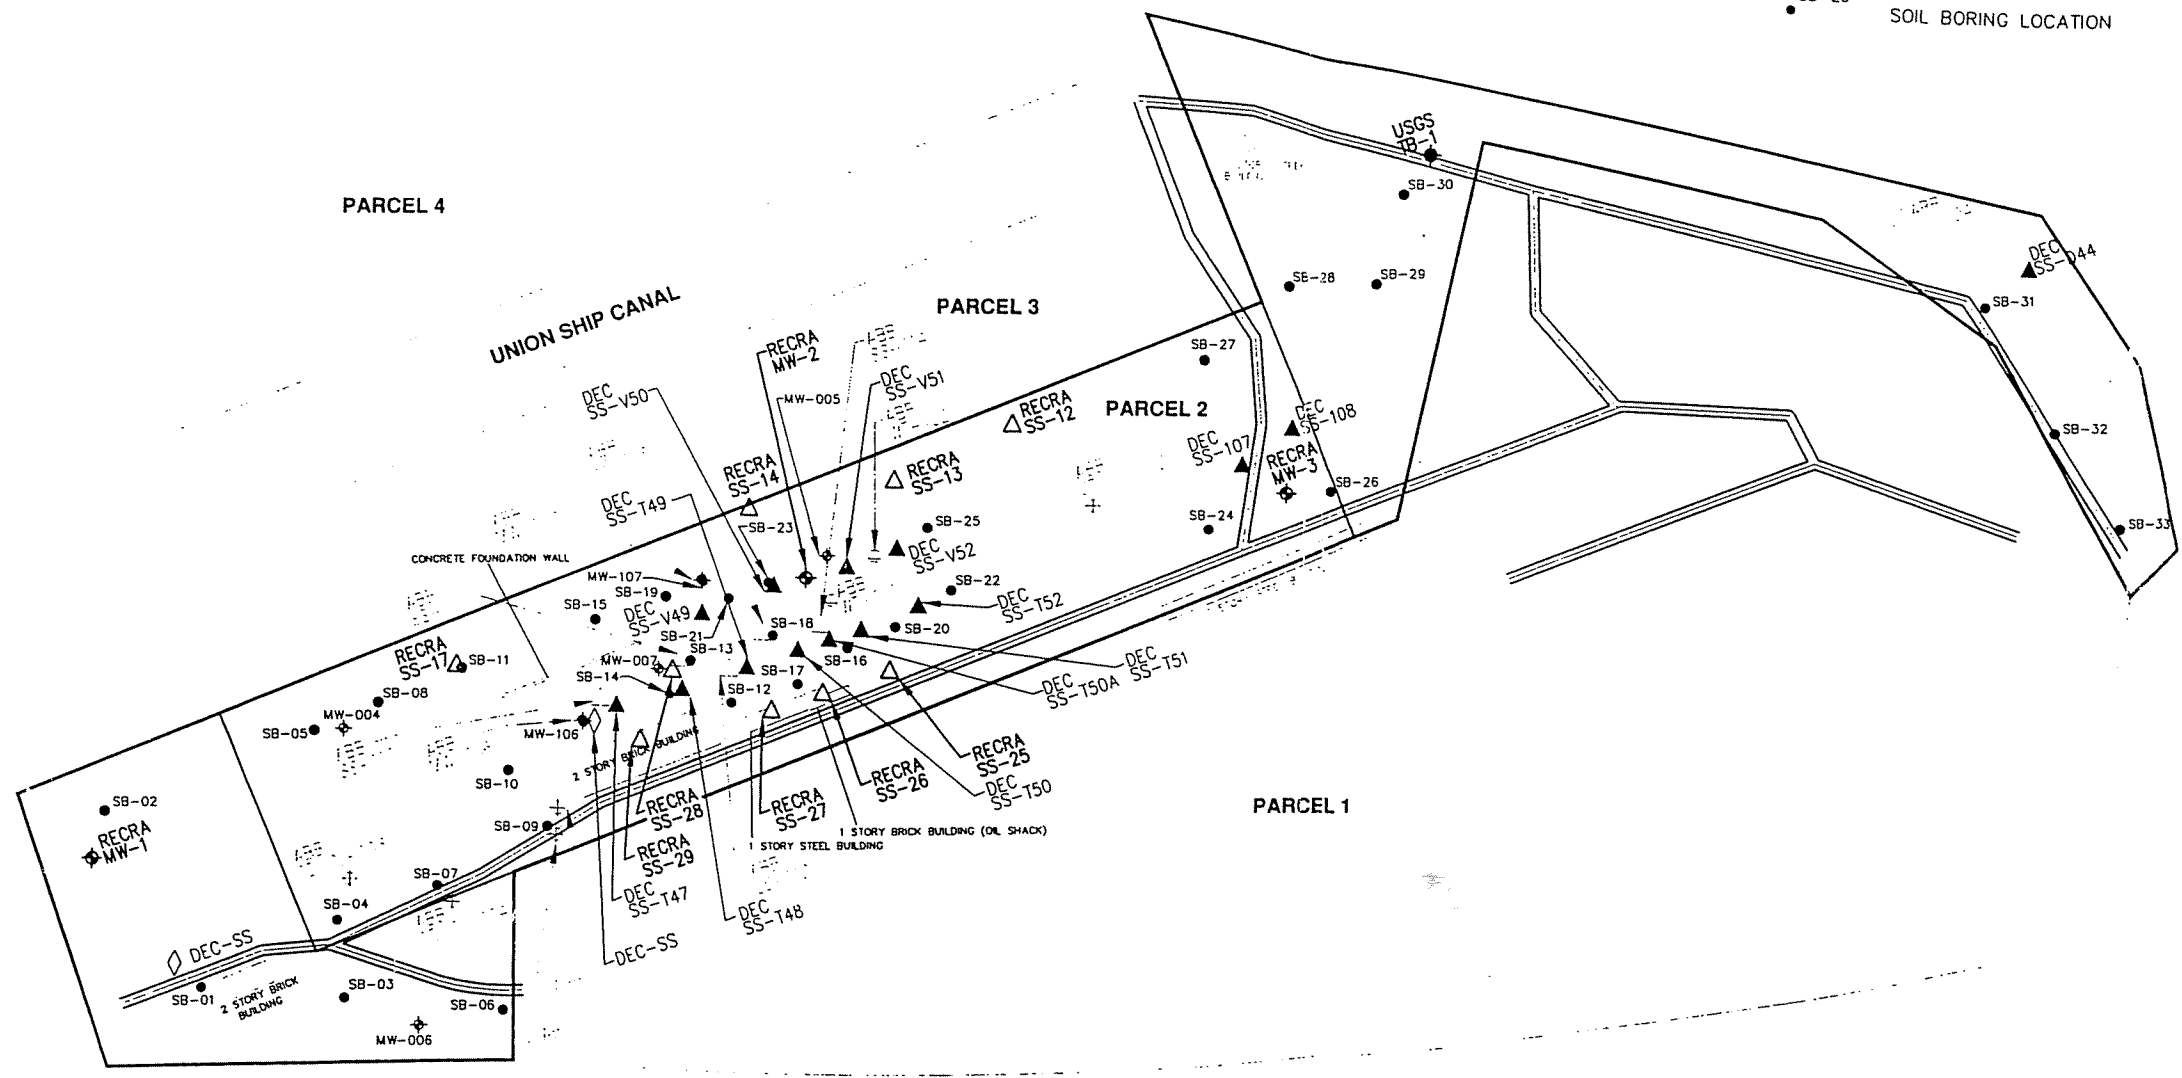 SOIL BORING LOCATION
USGS
TB-1
SB-30
PARCEL 4
SB-28
SB-29
DEC
SS-D44
SB-31
UNION SHIP CANAL
PARCEL 3
RECRA
MW-2
SB-27
DEC
SS-V51
DEC
SS-V50
MW-005
RECRA
SS-12
PARCEL 2
DEC
SS-108
DEC
SS-107
SB-32
RECRA
SS-14
RECRA
SS-13
RECRA
MW-3
SB-26
DEC
SS-T49
SB-23
SB-25
SB-24
SB-33
DEC
SS-V52
CONCRETE FOUNDATION WALL
MW-107
SB-19
SB-22
SB-15
DEC
SS-V49
DEC
SS-T52
SB-21
SB-18
SB-20
SB-13
SB-16
RECRA
SS-17
SB-11
MW-007
SB-17
DEC
SS-T51
SB-14
SB-12
DEC
SS-T50A
SB-08
MW-004
SB-05
MW-106
2 STORY BRICK BUILDING
RECRA
SS-25
SB-10
RECRA
SS-26
DEC
SS-T50
SB-02
RECRA
SS-28
RECRA
SS-27
PARCEL 1
RECRA
MW-1
SB-09
1 STORY BRICK BUILDING (OIL SHACK)
1 STORY STEEL BUILDING
RECRA
SS-29
SB-07
DEC
SS-T47
SB-04
DEC
SS-T48
DEC-SS
DEC-SS
SB-01
2 STORY BRICK
BUILDING
SB-03
SB-06
MW-006